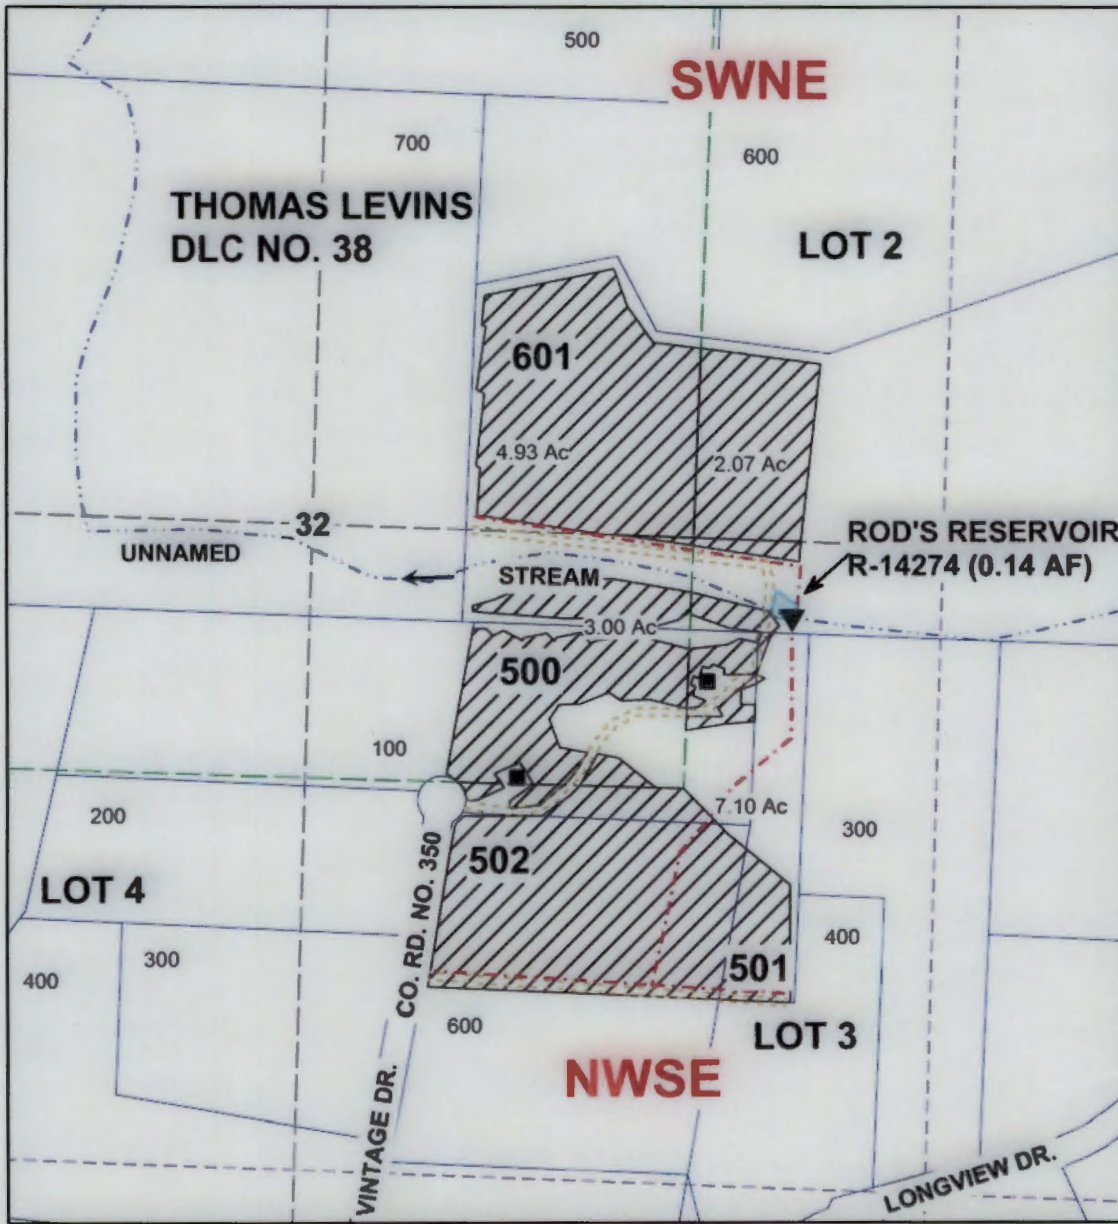 500
SWNE
700
600
THOMAS LEVINS
DLC NO. 38
LOT 2
601
4.93 Ac
2.07 Ac
32
UNNAMED
STREAM
ROD'S RESERVOIR
R-14274 (0.14 AF)
3.00 Ac
500
100
200
7.10 Ac
300
LOT 4
502
CO. RD. NO. 350
400
300
400
501
600
LOT 3
NWSE
VINTAGE DR.
LONGVIEW DR.